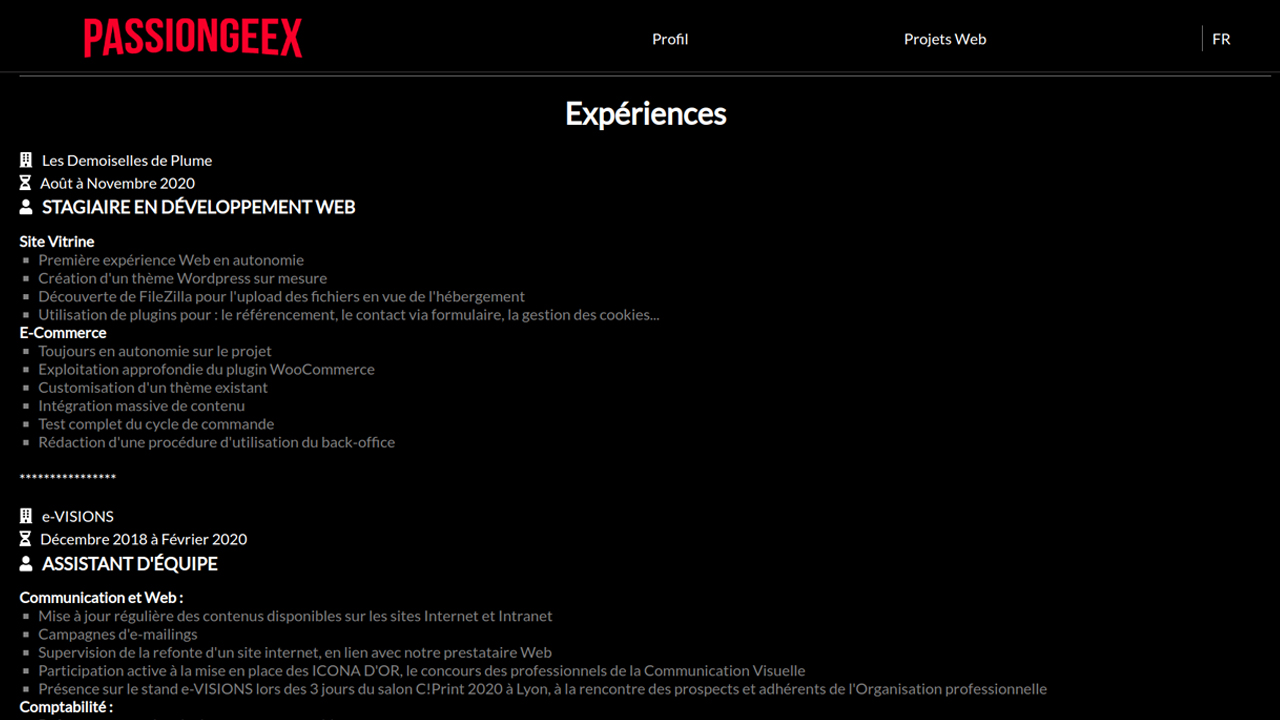 PASSIONGEEX
Profil
Projets Web
FR
Expériences
Les Demoiselles de Plume
Août à Novembre 2020
STAGIAIRE EN DÉVELOPPEMENT WEB
Site Vitrine
Première expérience Web en autonomie
Création d'un thème Wordpress sur mesure
Découverte de FileZilla pour l'upload des fichiers en vue de l'hébergement
Utilisation de plugins pour : le référencement, le contact via formulaire, la gestion des cookies...
E-Commerce
Toujours en autonomie sur le projet
Exploitation approfondie du plugin WooCommerce
Customisation d'un thème existant
Intégration massive de contenu
Test complet du cycle de commande
Rédaction d'une procédure d'utilisation du back-office
****************
e-VISIONS
Décembre 2018 à Février 2020
ASSISTANT D'ÉQUIPE
Communication et Web :
Mise à jour régulière des contenus disponibles sur les sites Internet et Intranet
Campagnes d'e-mailings
Supervision de la refonte d'un site internet, en lien avec notre prestataire Web
Participation active à la mise en place des ICONA D'OR, le concours des professionnels de la Communication Visuelle
Présence sur le stand e-VISIONS lors des 3 jours du salon C!Print 2020 à Lyon, à la rencontre des prospects et adhérents de l'Organisation professionnelle
Comptabilité :